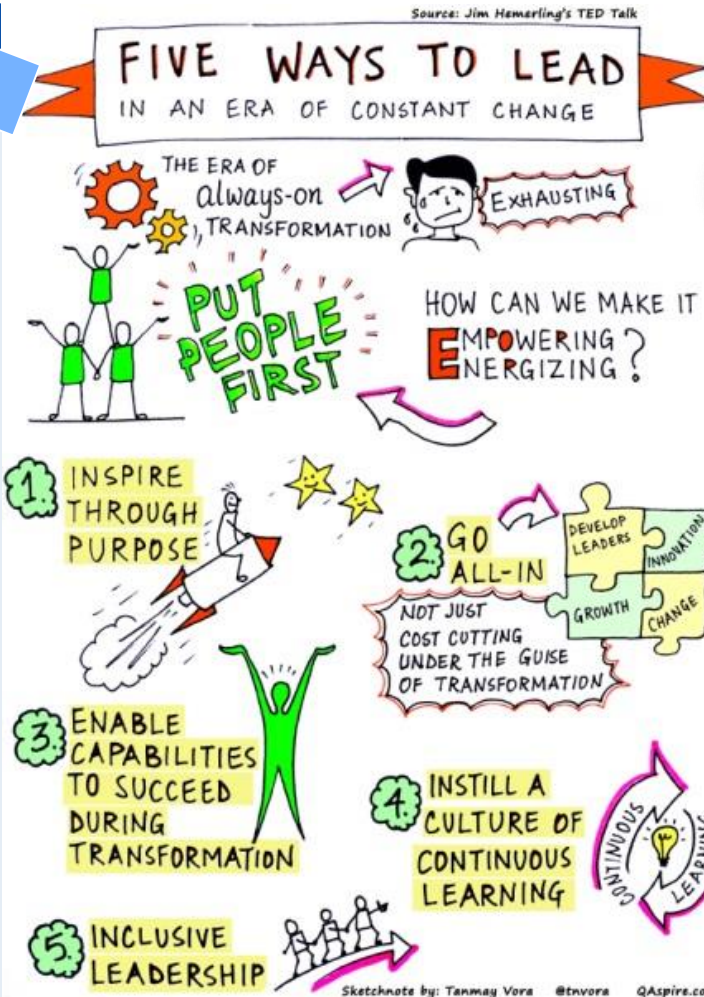 Source: Jim Hemerling's TED Talk
FIVE WAYS TO LEAD
IN AN ERA OF CONSTANT CHANGE
THE ERA OF
always-on
TRANSFORMATION
EXHAUSTING
PUT
PEOPLE
FIRST
HOW CAN WE MAKE IT
EMPOWERING
ENERGIZING?
1. INSPIRE
THROUGH
PURPOSE
2. GO
ALL-IN
DEVELOP
LEADERS
INNOVATION
GROWTH
CHANGE
NOT JUST
COST CUTTING
UNDER THE GUISE
OF TRANSFORMATION
3. ENABLE
CAPABILITIES
TO SUCCEED
DURING
TRANSFORMATION
4. INSTILL A
CULTURE OF
CONTINUOUS
LEARNING
CONTINUOUS
LEARNING
5. INCLUSIVE
LEADERSHIP
Sketchnote by: Tanmay Vora @tnvora QAspire.co